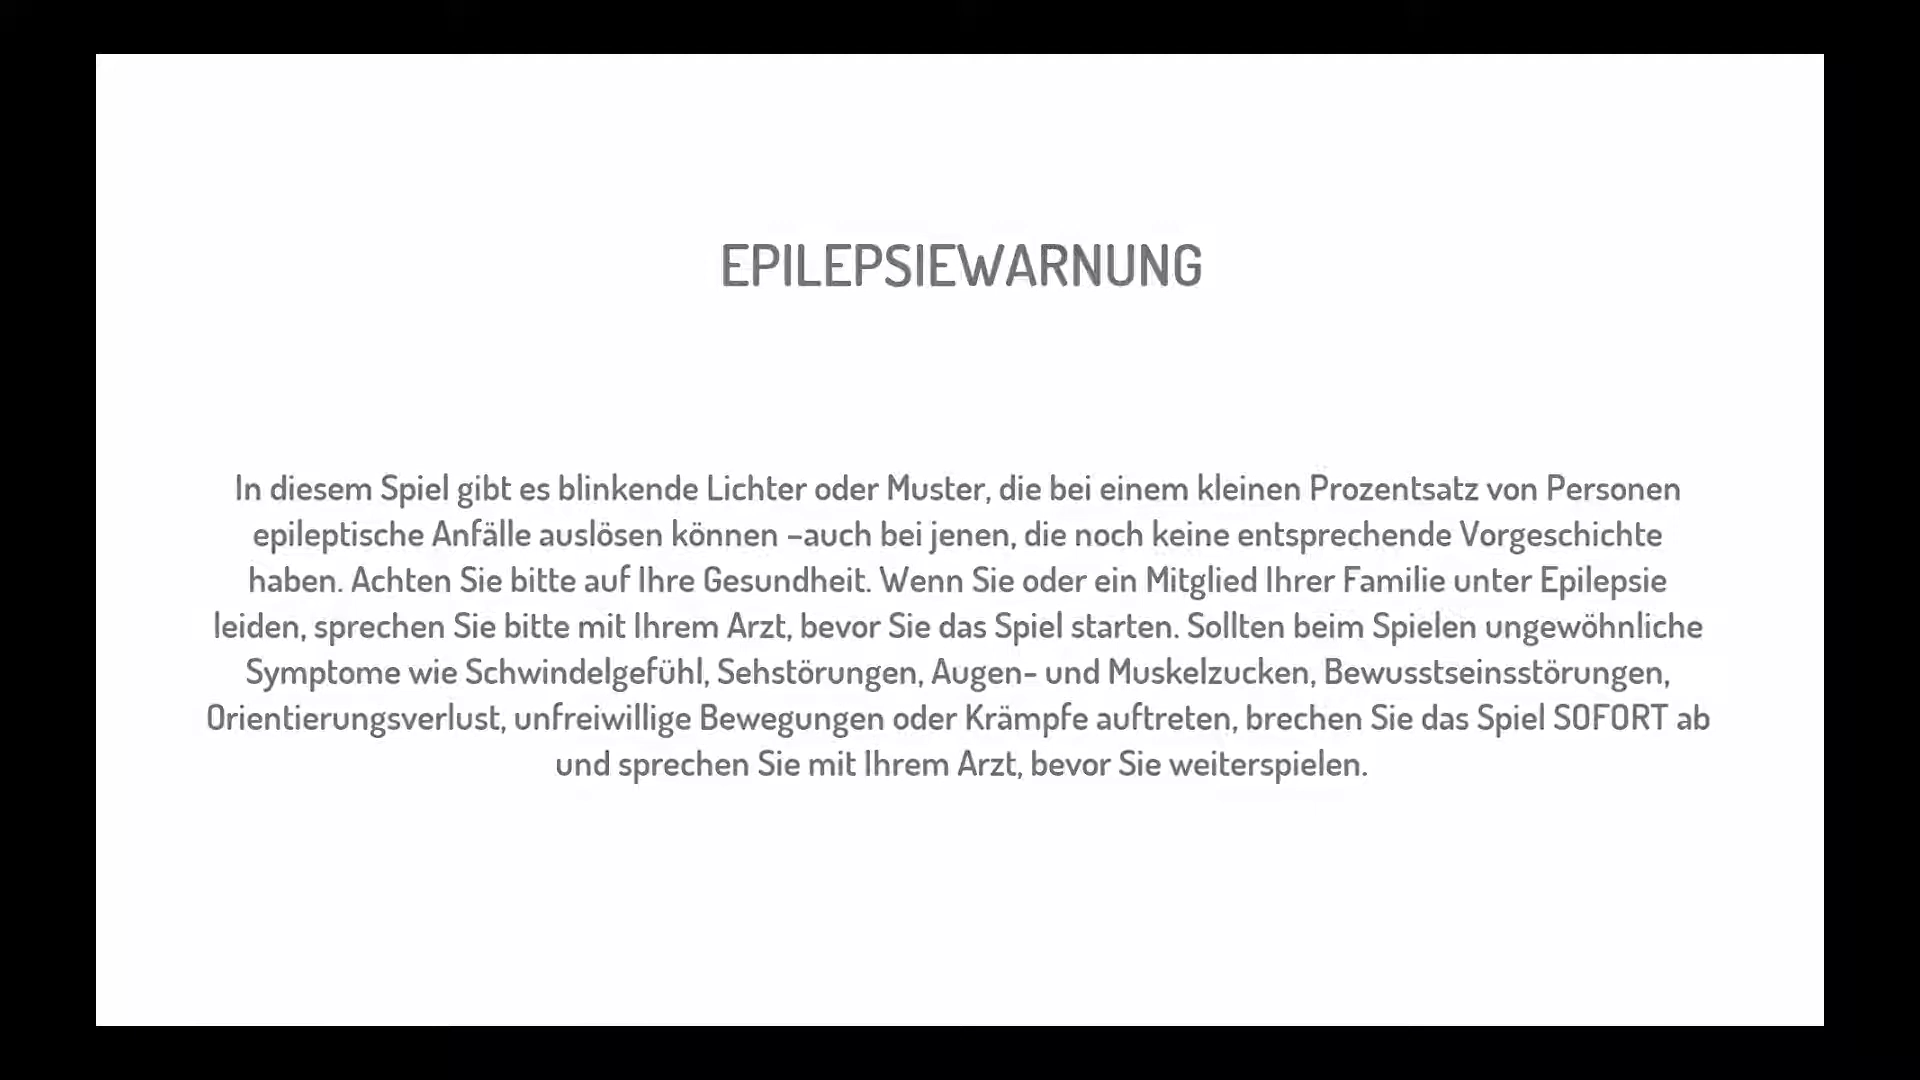 EPILEPSIEWARNUNG
In diesem Spiel gibt es blinkende Lichter oder Muster, die bei einem kleinen Prozentsatz von Personen
epileptische Anfälle auslösen können –auch bei jenen, die noch keine entsprechende Vorgeschichte
haben. Achten Sie bitte auf Ihre Gesundheit. Wenn Sie oder ein Mitglied Ihrer Familie unter Epilepsie
leiden, sprechen Sie bitte mit Ihrem Arzt, bevor Sie das Spiel starten. Sollten beim Spielen ungewöhnliche
Symptome wie Schwindelgefühl, Sehstörungen, Augen- und Muskelzucken, Bewusstseinsstörungen,
Orientierungsverlust, unfreiwillige Bewegungen oder Krämpfe auftreten, brechen Sie das Spiel SOFORT ab
und sprechen Sie mit Ihrem Arzt, bevor Sie weiterspielen.